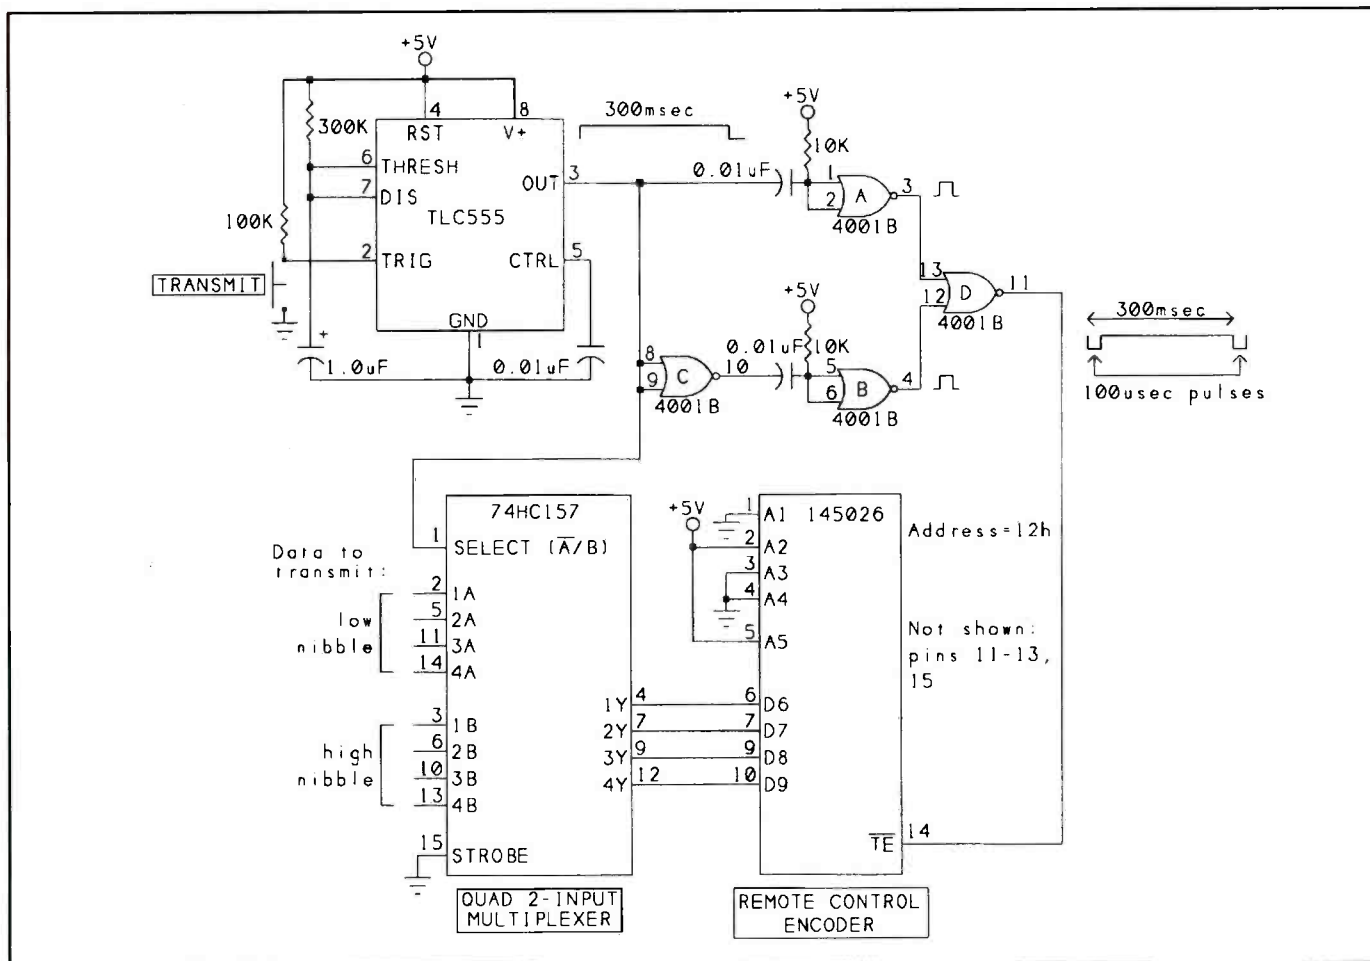 +5V
4
8
RST
V+
300K
6
THRESH
7
DIS
OUT
3
TLC555
100K
2
TRIG
CTRL
5
TRANSMIT
GND
1
+
1.0uF
0.01uF
300msec
+5V
10K
0.01uF
1
2
A
3
4001B
+5V
0.01uF
10K
8
9
C
10
4001B
5
6
B
4
4001B
13
12
D
11
4001B
300msec
100usec pulses
74HC157
1
SELECT (A̅/B)
Data to
transmit:
2
1A
5
2A
11
3A
14
4A
low
nibble
3
1B
6
2B
10
3B
13
4B
high
nibble
15
STROBE
1Y
4
2Y
7
3Y
9
4Y
12
QUAD 2-INPUT
MULTIPLEXER
+5V
145026
1
A1
2
A2
3
A3
4
A4
5
A5
6
D6
7
D7
9
D8
10
D9
T̅E̅
14
Address=12h
Not shown:
pins 11-13,
15
REMOTE CONTROL
ENCODER